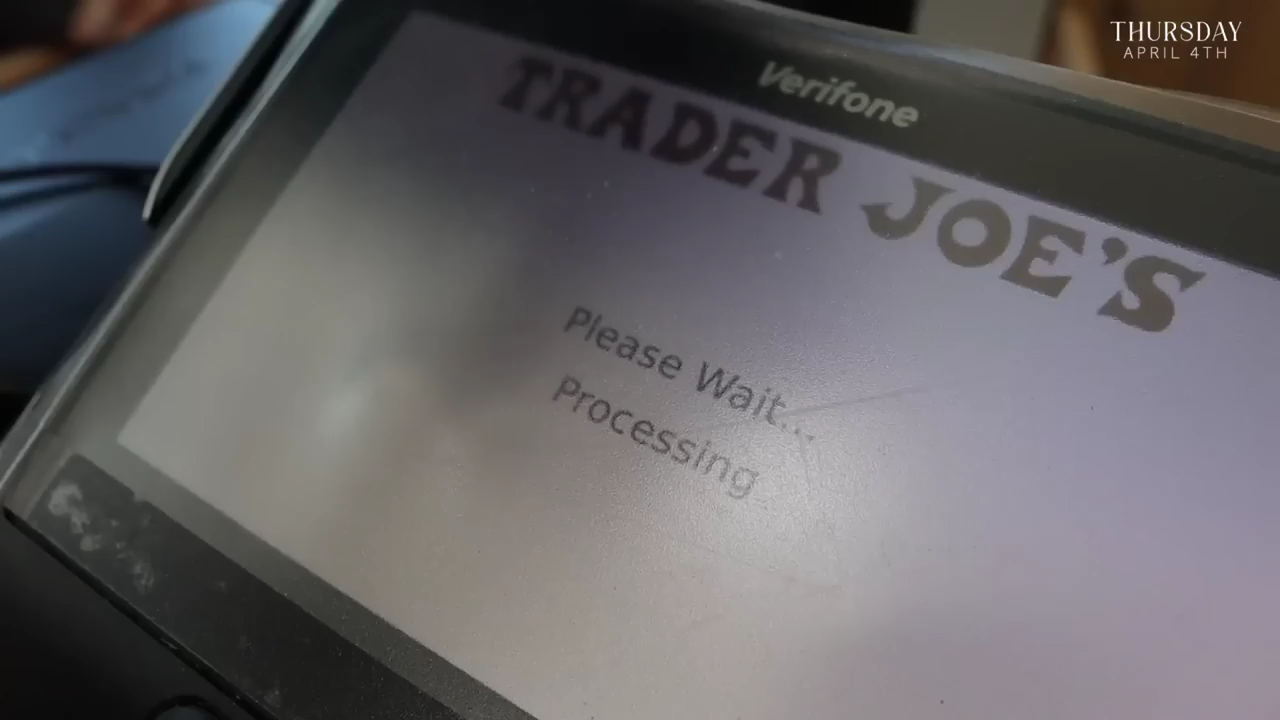 THURSDAY
APRIL 4TH
Verifone
TRADER JOE'S
Please Wait...
Processing